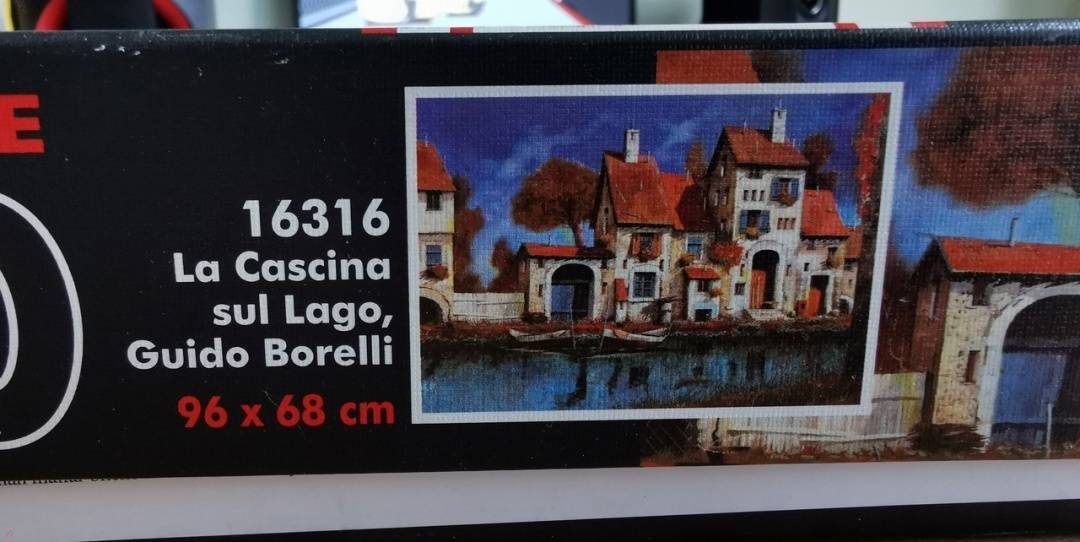 E
16316
La Cascina
sul Lago,
Guido Borelli
96 x 68 cm